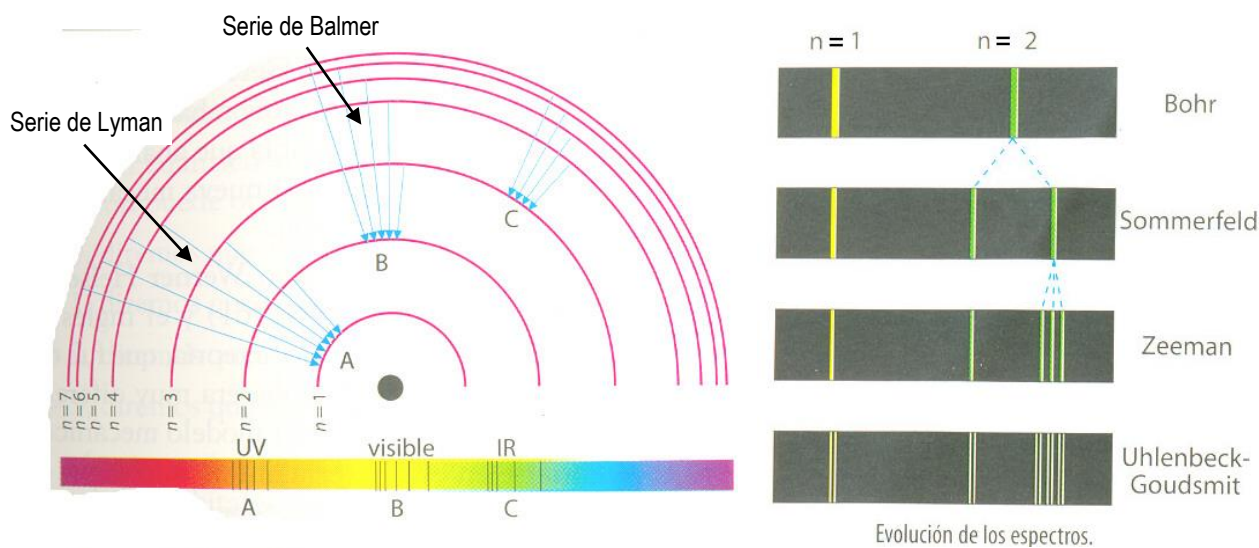 Serie de Balmer
Serie de Lyman
B
C
A
n = 7
n = 6
n = 5
n = 4
n = 3
n = 2
n = 1
UV visible IR
A B C
n = 1 n = 2
Bohr
Sommerfeld
Zeeman
Uhlenbeck-
Goudsmit
Evolución de los espectros.